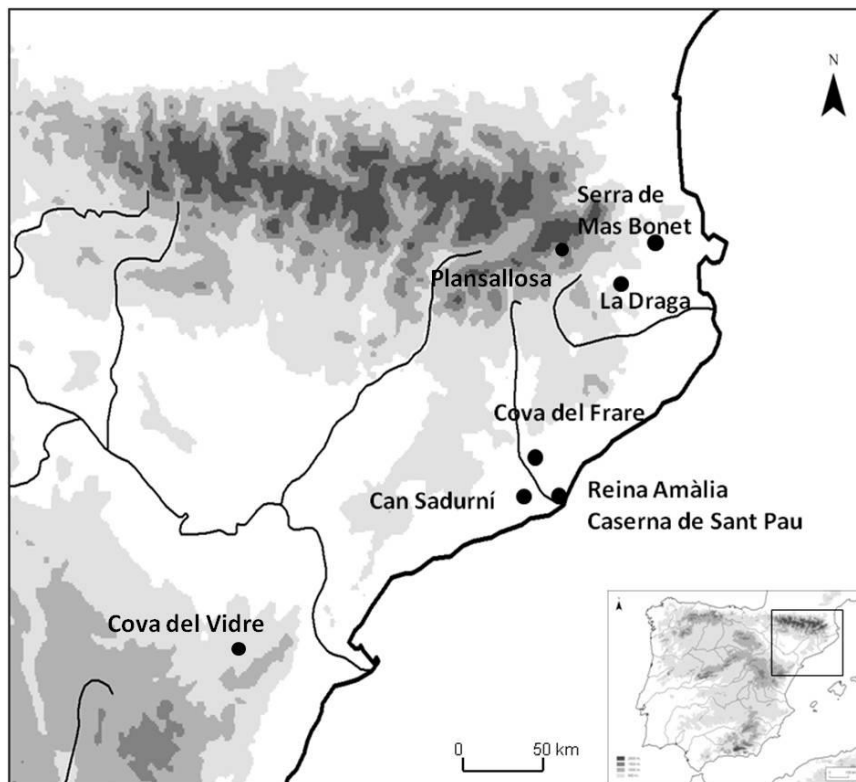 N
Serra de
Mas Bonet
Plansallosa
La Draga
Cova del Frare
Can Sadurní
Reina Amàlia
Caserna de Sant Pau
Cova del Vidre
0 50 km